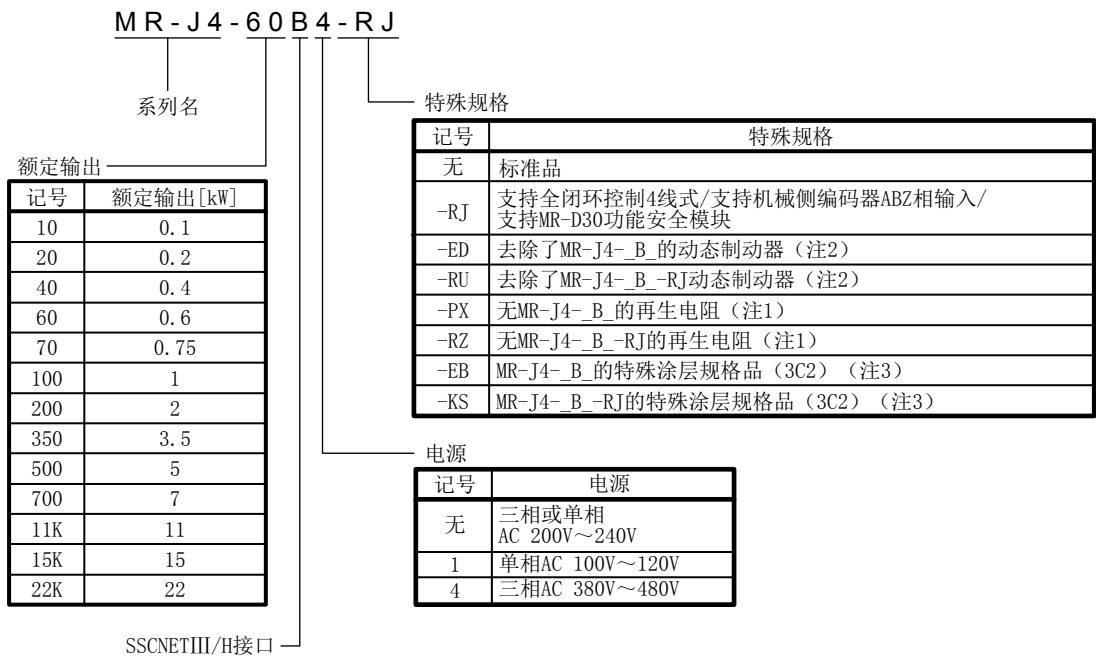 MR-J4-60B4-RJ
系列名
特殊规格
记号 特殊规格
无 标准品
-RJ 支持全闭环控制4线式/支持机械侧编码器ABZ相输入/
支持MR-D30功能安全模块
-ED 去除了MR-J4-_B_的动态制动器（注2）
-RU 去除了MR-J4-_B_-RJ动态制动器（注2）
-PX 无MR-J4-_B_的再生电阻（注1）
-RZ 无MR-J4-_B_-RJ的再生电阻（注1）
-EB MR-J4-_B_的特殊涂层规格品（3C2）（注3）
-KS MR-J4-_B_-RJ的特殊涂层规格品（3C2）（注3）
额定输出
记号 额定输出[kW]
10 0.1
20 0.2
40 0.4
60 0.6
70 0.75
100 1
200 2
350 3.5
500 5
700 7
11K 11
15K 15
22K 22
电源
记号 电源
无 三相或单相
AC 200V～240V
1 单相AC 100V～120V
4 三相AC 380V～480V
SSCNETⅢ/H接口